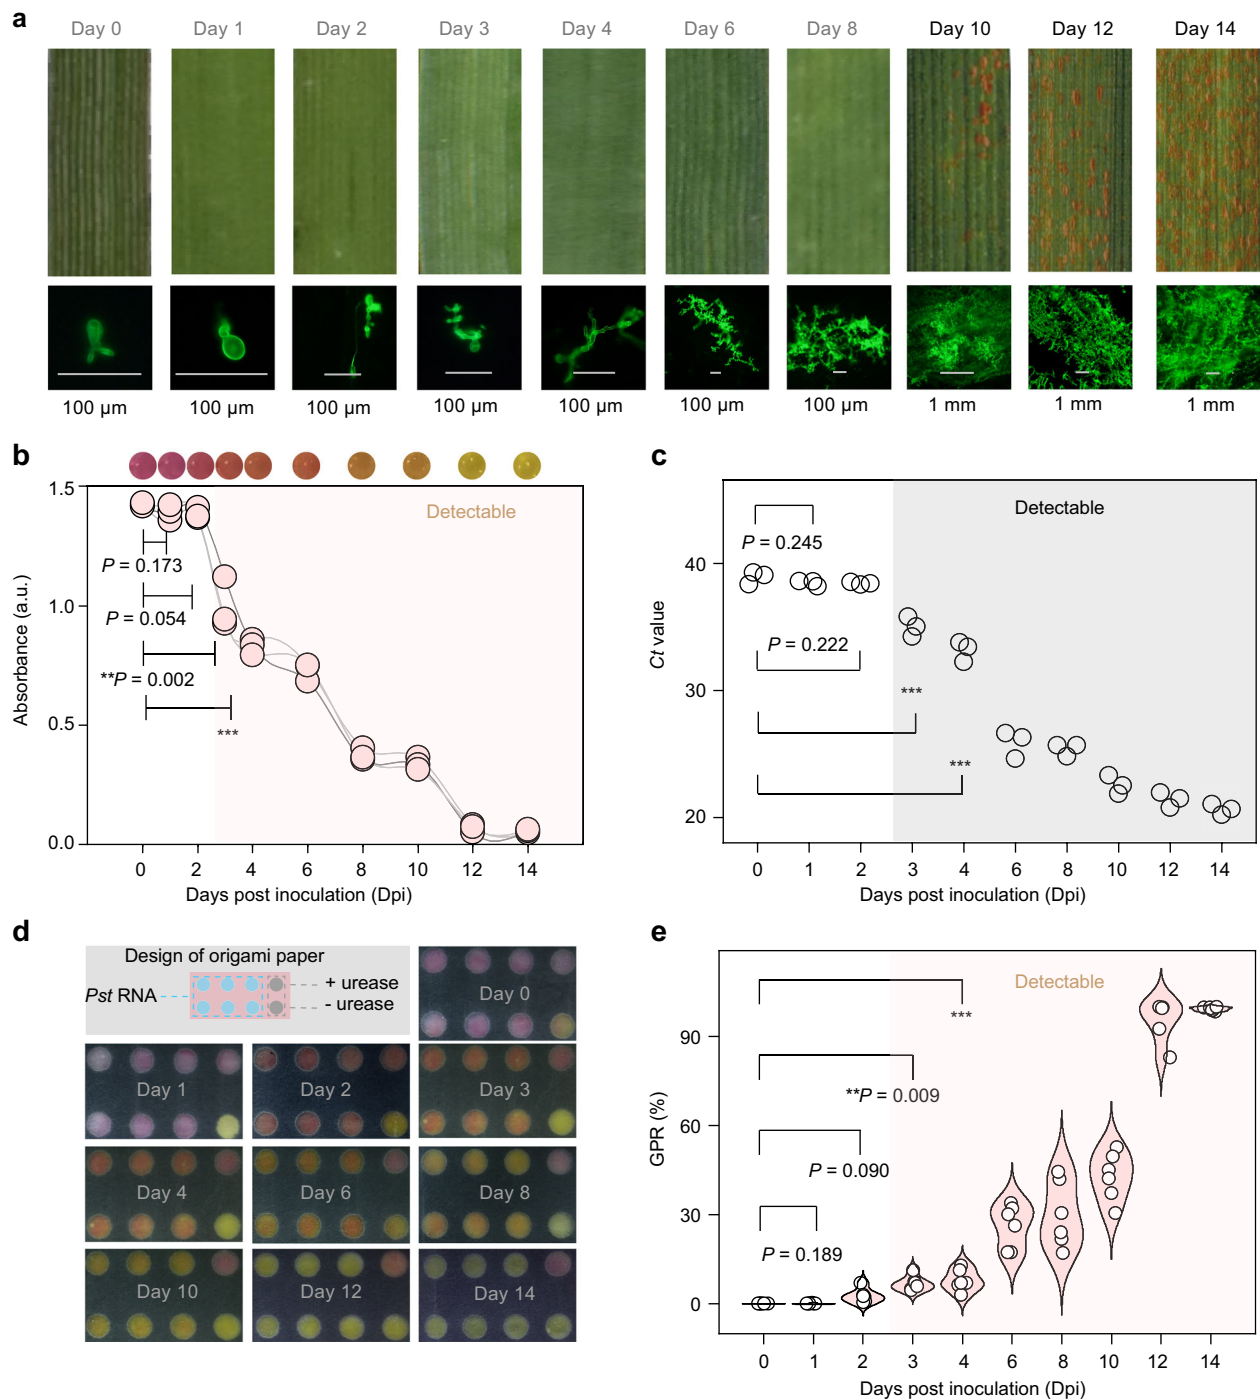 a
Day 0 Day 1 Day 2 Day 3 Day 4 Day 6 Day 8 Day 10 Day 12 Day 14
100 µm 100 µm 100 µm 100 µm 100 µm 100 µm 100 µm 1 mm 1 mm 1 mm
b
Absorbance (a.u.)
1.5
1.0
0.5
0.0
Detectable
P = 0.173
P = 0.054
**P = 0.002
***
0 2 4 6 8 10 12 14
Days post inoculation (Dpi)
c
Ct value
40
30
20
Detectable
P = 0.245
P = 0.222
***
***
0 1 2 3 4 6 8 10 12 14
Days post inoculation (Dpi)
d
Design of origami paper
Pst RNA
+ urease
- urease
Day 0
Day 1 Day 2 Day 3
Day 4 Day 6 Day 8
Day 10 Day 12 Day 14
e
GPR (%)
90
60
30
0
Detectable
***
**P = 0.009
P = 0.090
P = 0.189
0 1 2 3 4 6 8 10 12 14
Days post inoculation (Dpi)